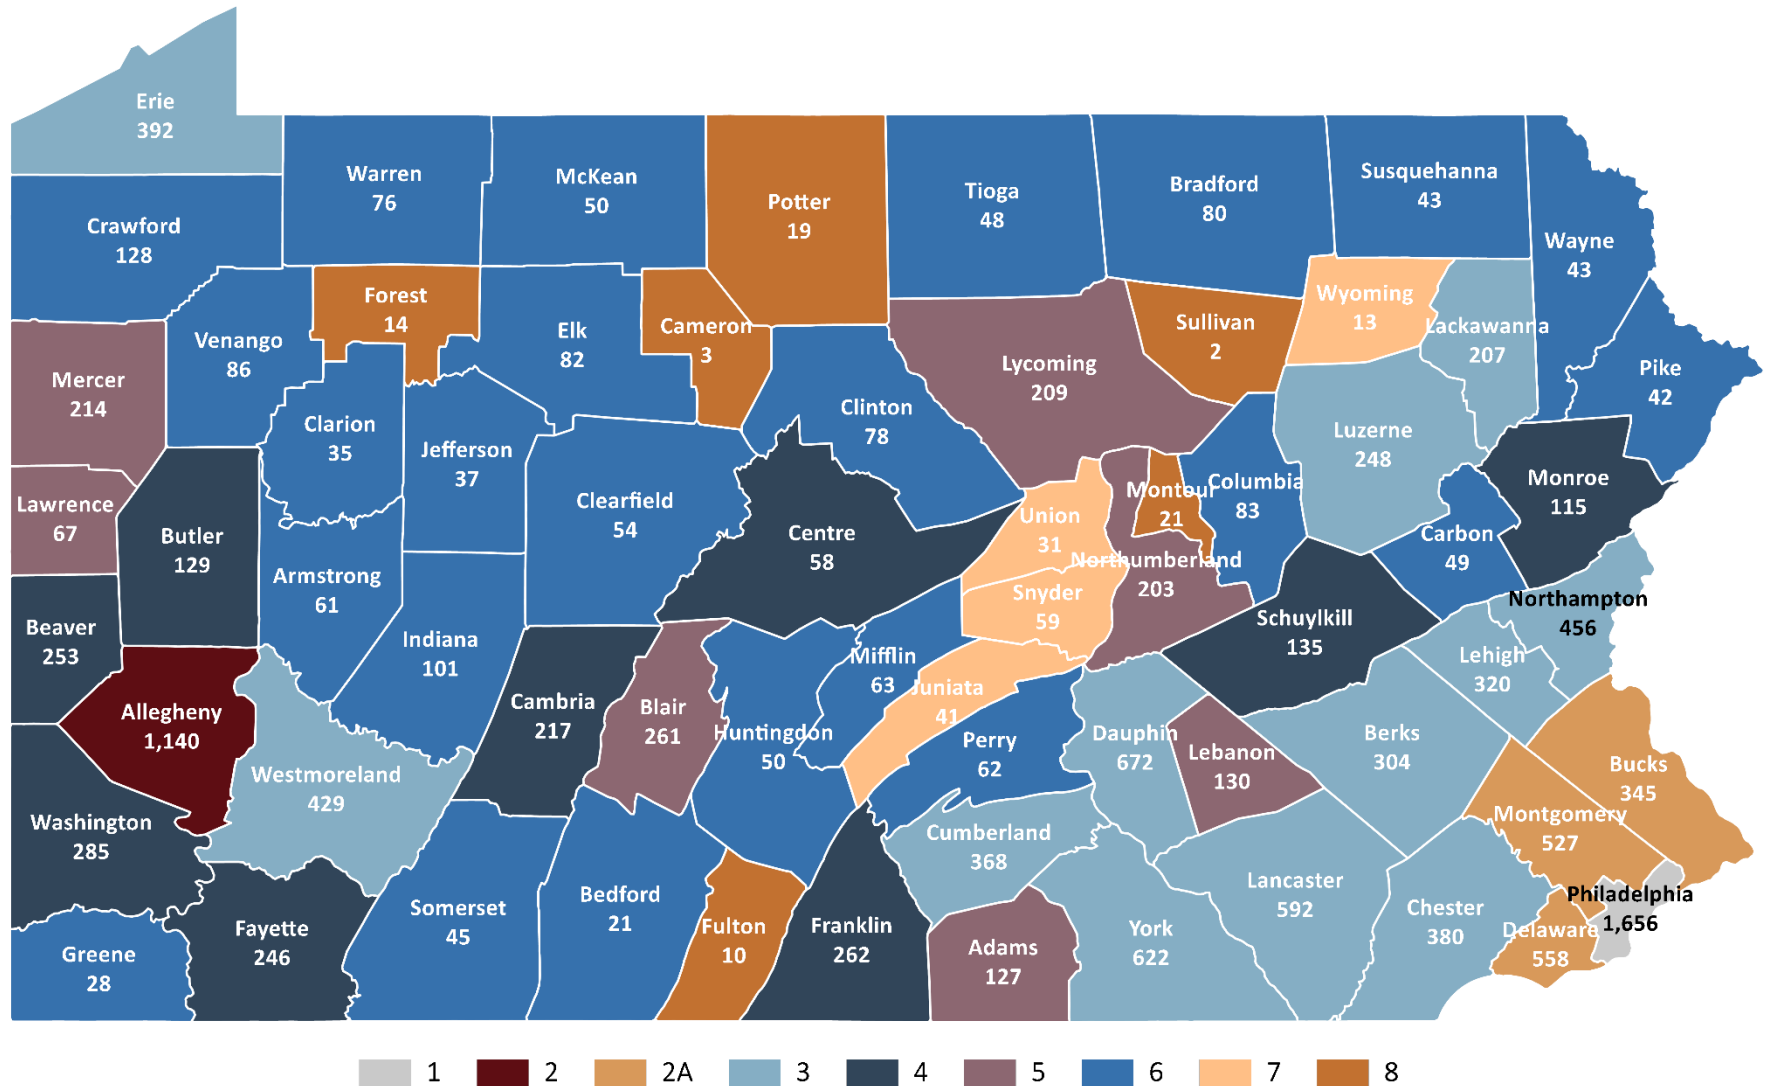 Erie
392
Warren
76
McKean
50
Potter
19
Tioga
48
Bradford
80
Susquehanna
43
Wayne
43
Crawford
128
Forest
14
Venango
86
Elk
82
Cameron
3
Sullivan
2
Wyoming
13
Lackawanna
207
Pike
42
Mercer
214
Clarion
35
Jefferson
37
Clinton
78
Lycoming
209
Luzerne
248
Monroe
115
Lawrence
67
Butler
129
Armstrong
61
Clearfield
54
Centre
58
Union
31
Montour
21
Columbia
83
Carbon
49
Northumberland
203
Snyder
59
Schuylkill
135
Northampton
456
Beaver
253
Indiana
101
Mifflin
63
Juniata
41
Lehigh
320
Allegheny
1,140
Cambria
217
Blair
261
Huntingdon
50
Perry
62
Dauphin
672
Lebanon
130
Berks
304
Bucks
345
Westmoreland
429
Washington
285
Cumberland
368
Montgomery
527
Lancaster
592
Chester
380
Philadelphia
1,656
Delaware
558
Greene
28
Fayette
246
Somerset
45
Bedford
21
Fulton
10
Franklin
262
Adams
127
York
622
1
2
2A
3
4
5
6
7
8